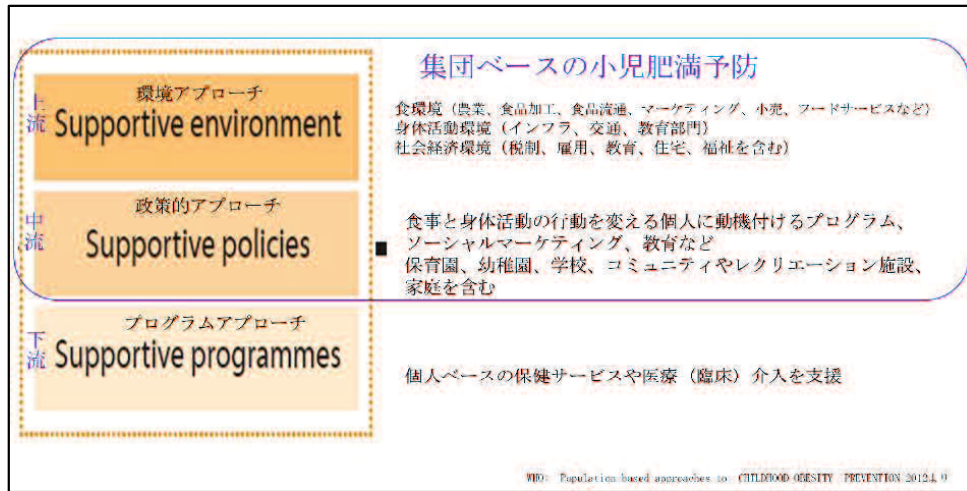 集団ベースの小児肥満予防
上流
環境アプローチ
Supportive environment
食環境（農業、食品加工、食品流通、マーケティング、小売、フードサービスなど）
身体活動環境（インフラ、交通、教育部門）
社会経済環境（税制、雇用、教育、住宅、福祉を含む）
中流
政策的アプローチ
Supportive policies
食事と身体活動の行動を変える個人に動機付けるプログラム、
ソーシャルマーケティング、教育など
保育園、幼稚園、学校、コミュニティやレクリエーション施設、
家庭を含む
下流
プログラムアプローチ
Supportive programmes
個人ベースの保健サービスや医療（臨床）介入を支援
WHO: Population based approaches to CHILDHOOD OBESITY PREVENTION 2012